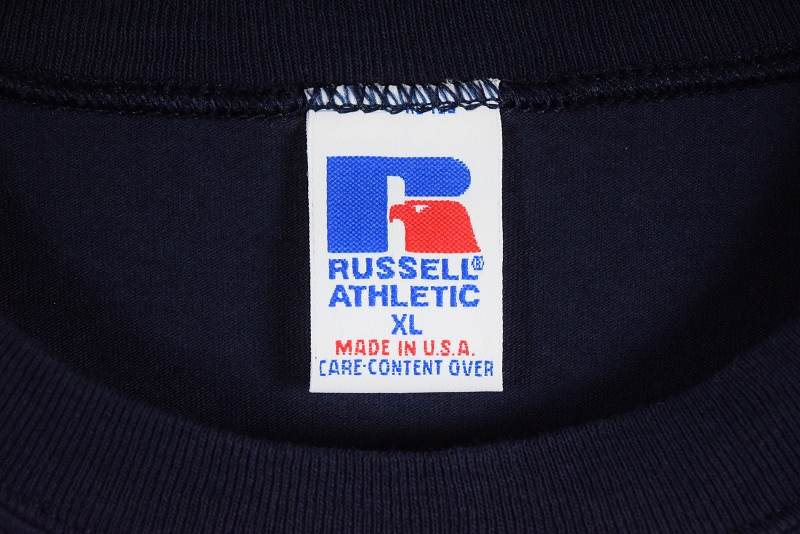 RUSSELL®
ATHLETIC
XL
MADE IN U.S.A.
CARE-CONTENT OVER